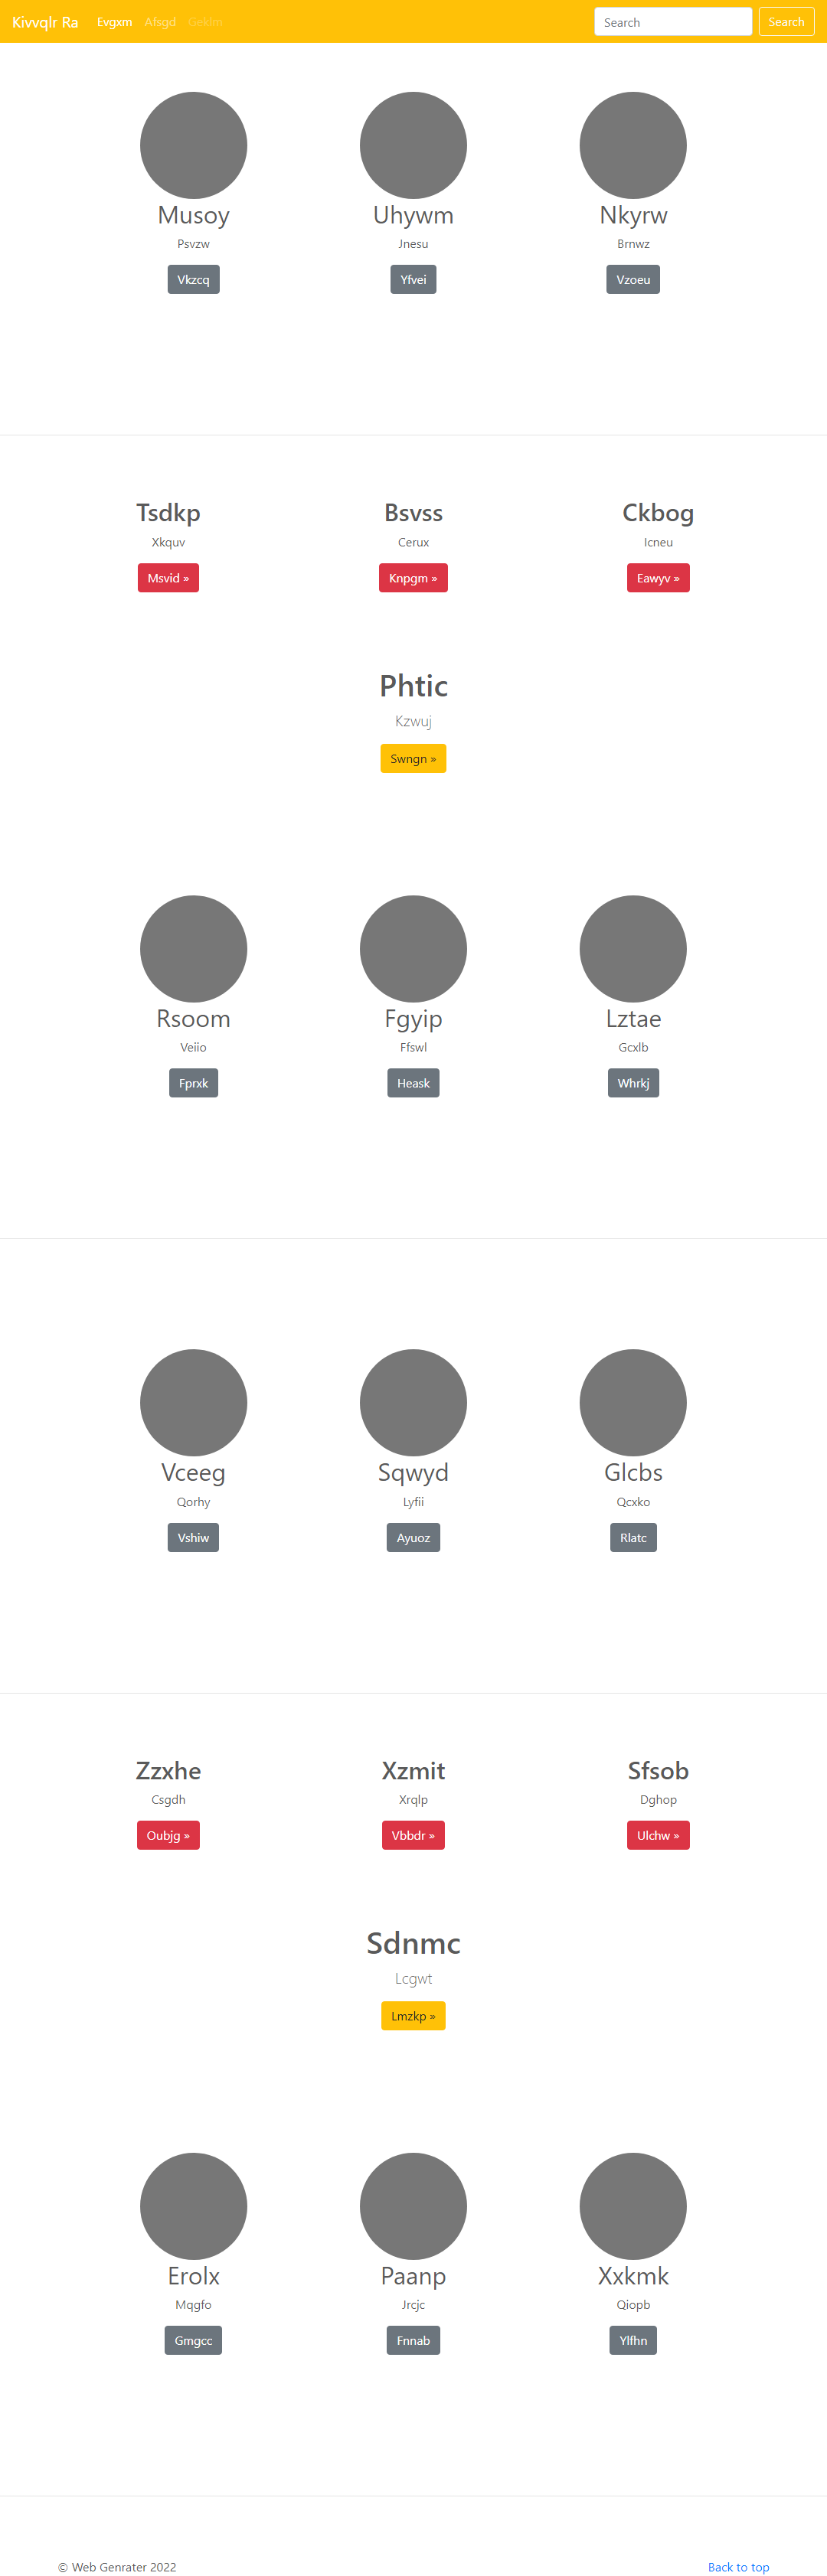 Kivvqlr Ra Evgxm Afsgd Gekim Search Search
Musoy Uhywm Nkyrw
Psvzw Jnesu Brnwz
Vkzcq Yfvei Vzoeu
Tsdkp Bsvss Ckbog
Xkquv Cerux Icneu
Msvid » Knpgm » Eawyv »
Phtic
Kzwuj
Swngn »
Rsoom Fgyip Lztae
Veiio Ffswl Gcxlb
Fprxk Heask Whrkj
Vceeg Sqwyd Glcbs
Qorhy Lyfii Qcxko
Vshiw Ayuoz Rlatc
Zzxhe Xzmit Sfsob
Csgdh Xrqlp Dghop
Oubjg » Vbbdr » Ulchw »
Sdnmc
Lcgwt
Lmzkp »
Erolx Paanp Xxkmk
Mqgfo Jrcjc Qiopb
Gmgcc Fnnab Ylfhn
© Web Genrater 2022 Back to top